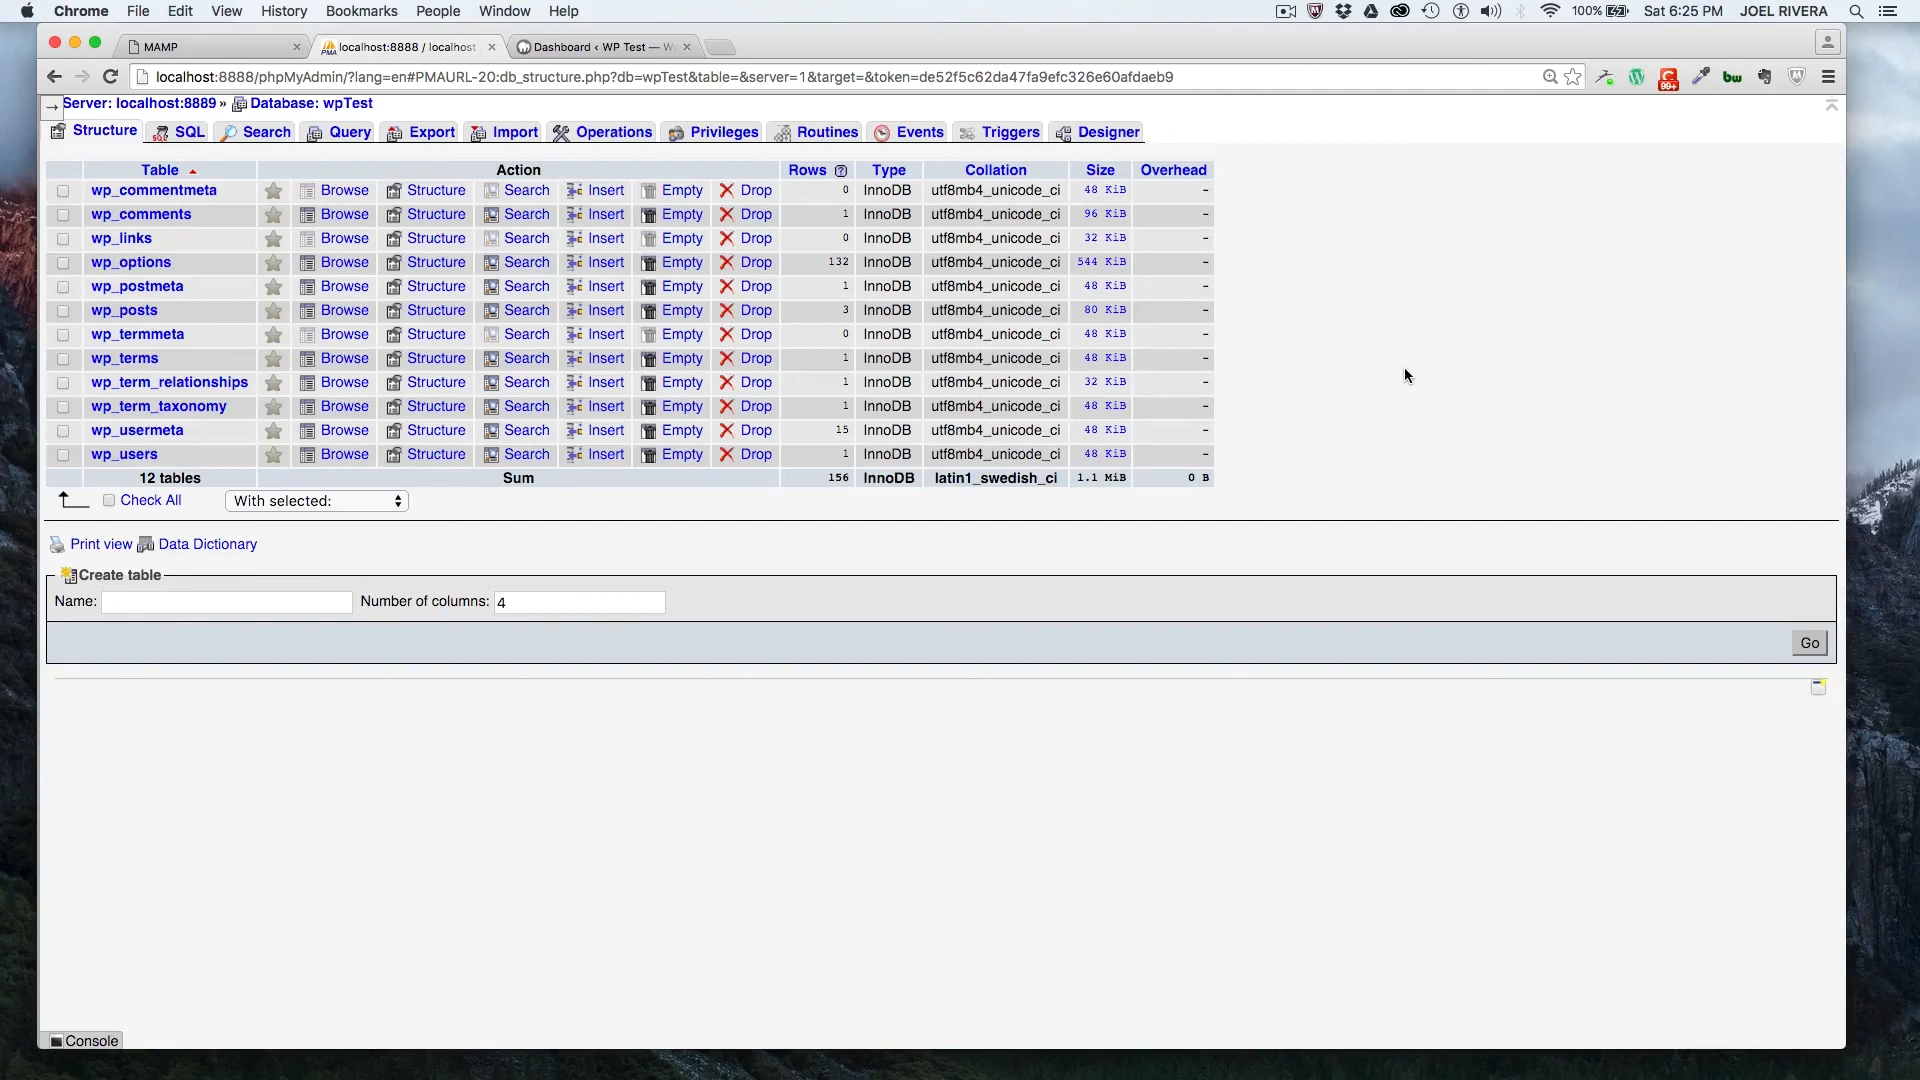 Chrome File Edit View History Bookmarks People Window Help 100% Sat 6:25 PM JOEL RIVERA
MAMP localhost:8888 / localhost Dashboard ‹ WP Test — W
localhost:8888/phpMyAdmin/?lang=en#PMAURL-20:db_structure.php?db=wpTest&table=&server=1&target=&token=de52f5c62da47fa9efc326e60afdaeb9 99+ bw
Server: localhost:8889 » Database: wpTest
Structure SQL Search Query Export Import Operations Privileges Routines Events Triggers Designer
Table Action Rows Type Collation Size Overhead
wp_commentmeta Browse Structure Search Insert Empty Drop 0 InnoDB utf8mb4_unicode_ci 48 KiB -
wp_comments Browse Structure Search Insert Empty Drop 1 InnoDB utf8mb4_unicode_ci 96 KiB -
wp_links Browse Structure Search Insert Empty Drop 0 InnoDB utf8mb4_unicode_ci 32 KiB -
wp_options Browse Structure Search Insert Empty Drop 132 InnoDB utf8mb4_unicode_ci 544 KiB -
wp_postmeta Browse Structure Search Insert Empty Drop 1 InnoDB utf8mb4_unicode_ci 48 KiB -
wp_posts Browse Structure Search Insert Empty Drop 3 InnoDB utf8mb4_unicode_ci 80 KiB -
wp_termmeta Browse Structure Search Insert Empty Drop 0 InnoDB utf8mb4_unicode_ci 48 KiB -
wp_terms Browse Structure Search Insert Empty Drop 1 InnoDB utf8mb4_unicode_ci 48 KiB -
wp_term_relationships Browse Structure Search Insert Empty Drop 1 InnoDB utf8mb4_unicode_ci 32 KiB -
wp_term_taxonomy Browse Structure Search Insert Empty Drop 1 InnoDB utf8mb4_unicode_ci 48 KiB -
wp_usermeta Browse Structure Search Insert Empty Drop 15 InnoDB utf8mb4_unicode_ci 48 KiB -
wp_users Browse Structure Search Insert Empty Drop 1 InnoDB utf8mb4_unicode_ci 48 KiB -
12 tables Sum 156 InnoDB latin1_swedish_ci 1.1 MiB 0 B
Check All With selected:
Print view Data Dictionary
Create table
Name: Number of columns: 4
Go
Console